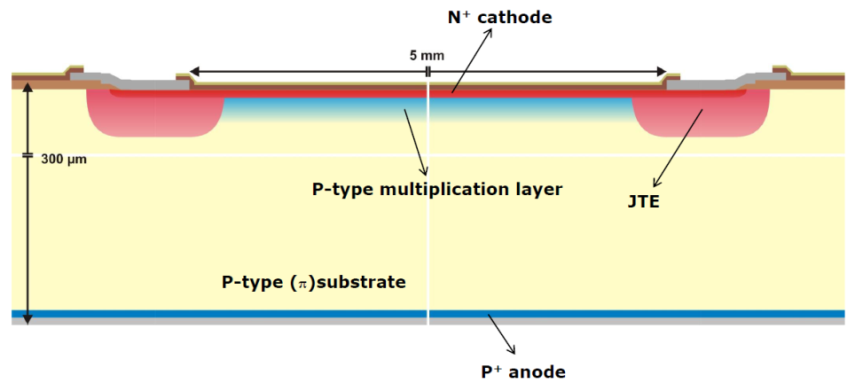 N⁺ cathode
5 mm
300 µm
P-type multiplication layer
JTE
P-type (π)substrate
P⁺ anode